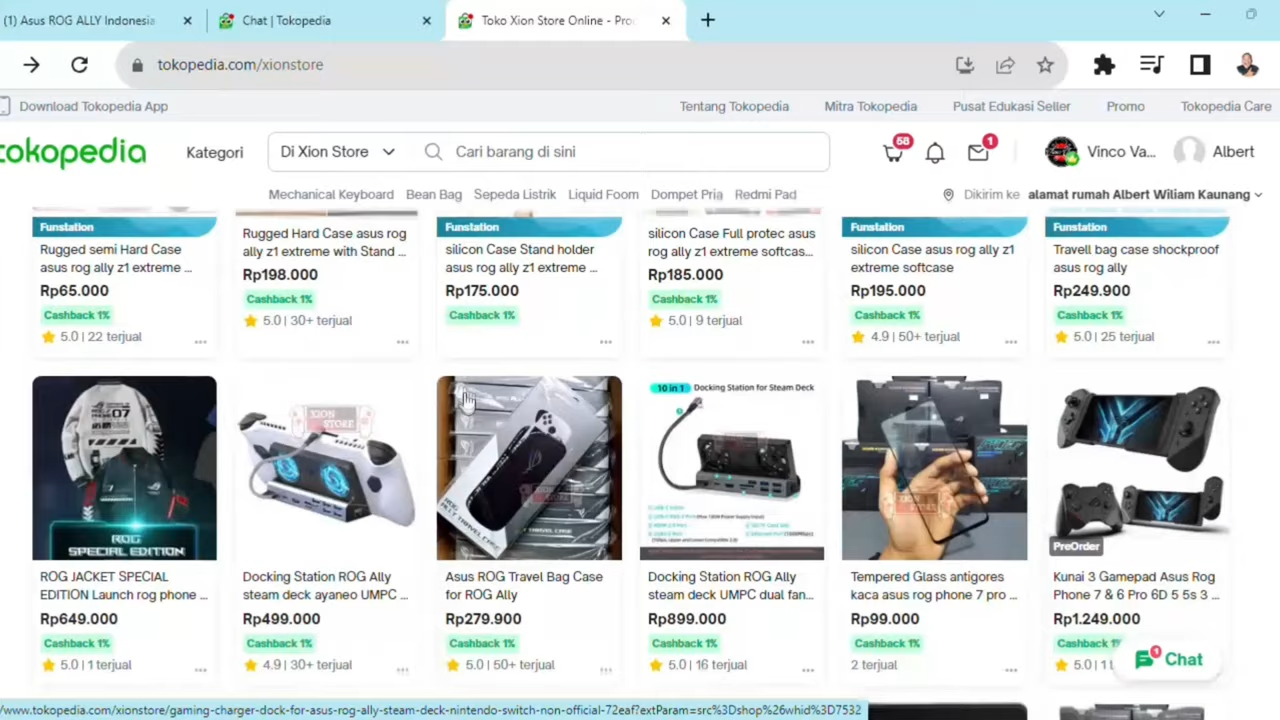 (1) Asus ROG ALLY Indonesia
Chat | Tokopedia
Toko Xion Store Online - Pro
tokopedia.com/xionstore
Download Tokopedia App
Tentang Tokopedia
Mitra Tokopedia
Pusat Edukasi Seller
Promo
Tokopedia Care
tokopedia
Kategori
Di Xion Store
Cari barang di sini
68
1
Vinco Va...
Albert
Mechanical Keyboard
Bean Bag
Sepeda Listrik
Liquid Foom
Dompet Pria
Redmi Pad
Dikirim ke alamat rumah Albert Wiliam Kaunang
Funstation
Rugged semi Hard Case
asus rog ally z1 extreme ...
Rp65.000
Cashback 1%
5.0 | 22 terjual
Rugged Hard Case asus rog
ally z1 extreme with Stand ...
Rp198.000
Cashback 1%
5.0 | 30+ terjual
Funstation
silicon Case Stand holder
asus rog ally z1 extreme ...
Rp175.000
Cashback 1%
silicon Case Full protec asus
rog ally z1 extreme softcas...
Rp185.000
Cashback 1%
5.0 | 9 terjual
Funstation
silicon Case asus rog ally z1
extreme softcase
Rp195.000
Cashback 1%
4.9 | 50+ terjual
Funstation
Travell bag case shockproof
asus rog ally
Rp249.900
Cashback 1%
5.0 | 25 terjual
07
ROG
SPECIAL EDITION
ROG JACKET SPECIAL
EDITION Launch rog phone ...
Rp649.000
Cashback 1%
5.0 | 1 terjual
XION
STORE
Docking Station ROG Ally
steam deck ayaneo UMPC ...
Rp499.000
Cashback 1%
4.9 | 30+ terjual
ROG ALLY TRAVEL CASE
Asus ROG Travel Bag Case
for ROG Ally
Rp279.900
Cashback 1%
5.0 | 50+ terjual
10 in 1 Docking Station for Steam Deck
Docking Station ROG Ally
steam deck UMPC dual fan...
Rp899.000
Cashback 1%
5.0 | 16 terjual
Tempered Glass antigores
kaca asus rog phone 7 pro ...
Rp99.000
Cashback 1%
2 terjual
PreOrder
Kunai 3 Gamepad Asus Rog
Phone 7 & 6 Pro 6D 5 5s 3 ...
Rp1.249.000
Cashback 1%
5.0 | 1
1
Chat
/www.tokopedia.com/xionstore/gaming-charger-dock-for-asus-rog-ally-steam-deck-nintendo-switch-non-official-72eaf?extParam=src%3Dshop%26whid%3D7532